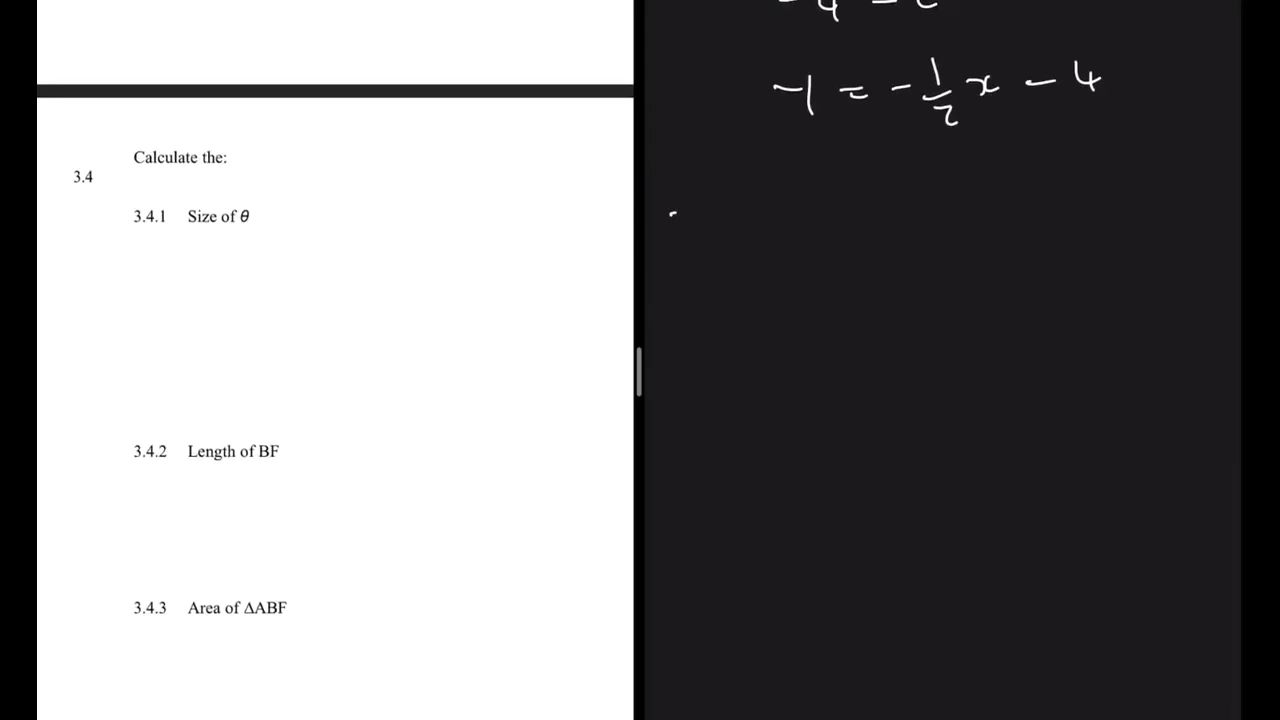 Calculate the:
3.4
3.4.1 Size of θ
3.4.2 Length of BF
3.4.3 Area of ΔABF
-1 = -1/2 x - 4